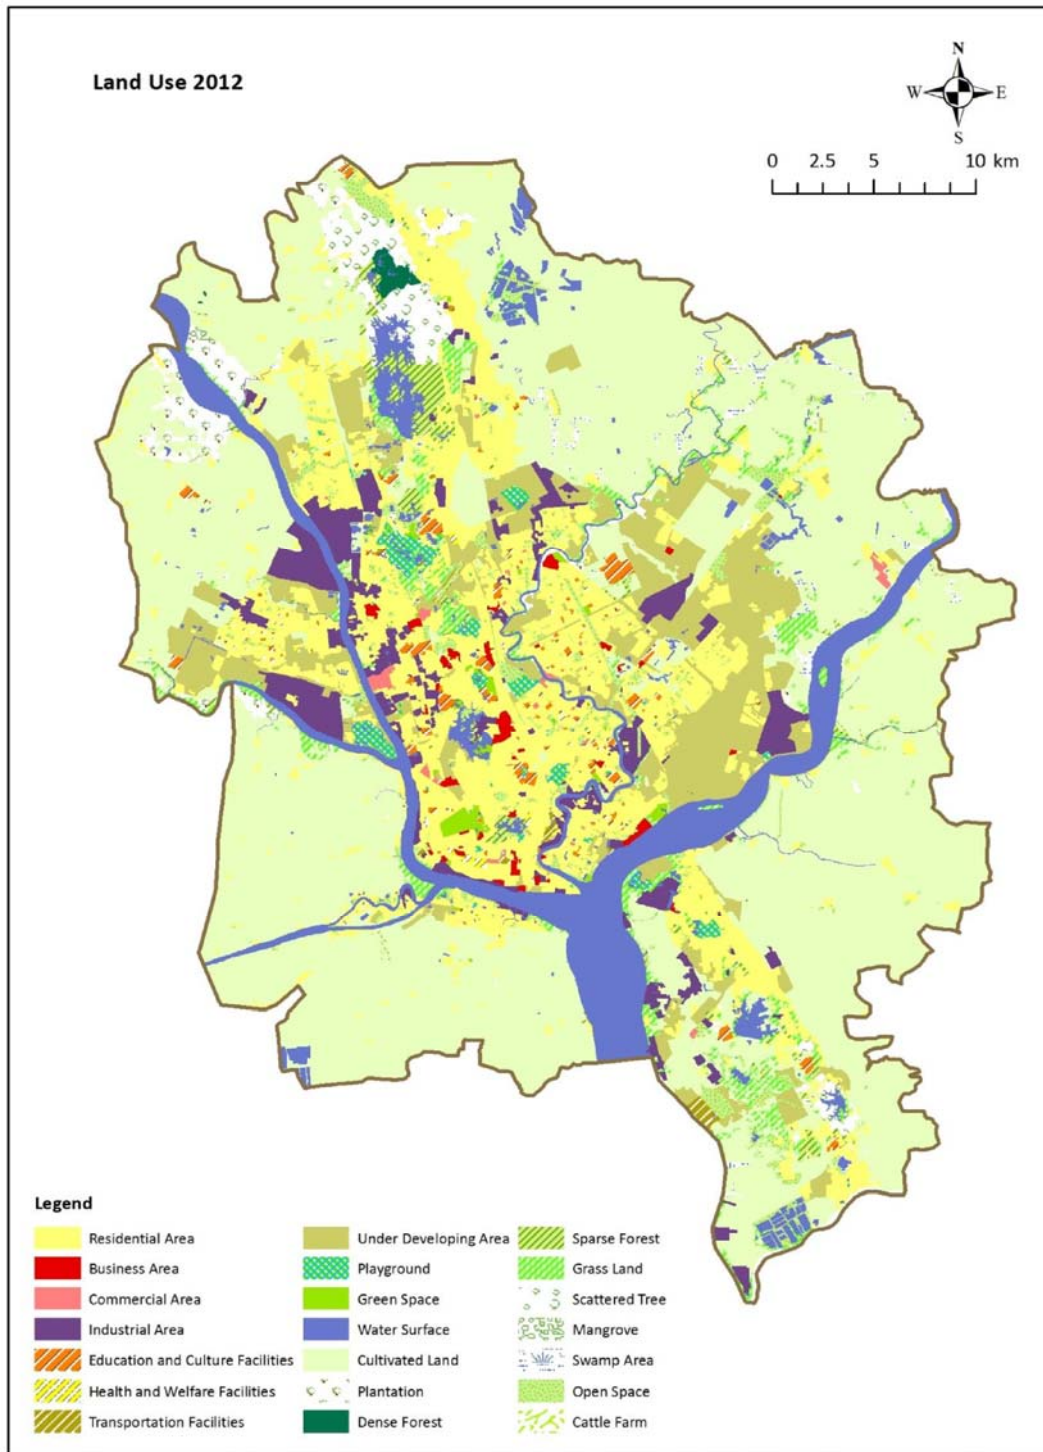 Land Use 2012
N
W E
S
0 2.5 5 10 km
Legend
Residential Area
Business Area
Commercial Area
Industrial Area
Education and Culture Facilities
Health and Welfare Facilities
Transportation Facilities
Under Developing Area
Playground
Green Space
Water Surface
Cultivated Land
Plantation
Dense Forest
Sparse Forest
Grass Land
Scattered Tree
Mangrove
Swamp Area
Open Space
Cattle Farm